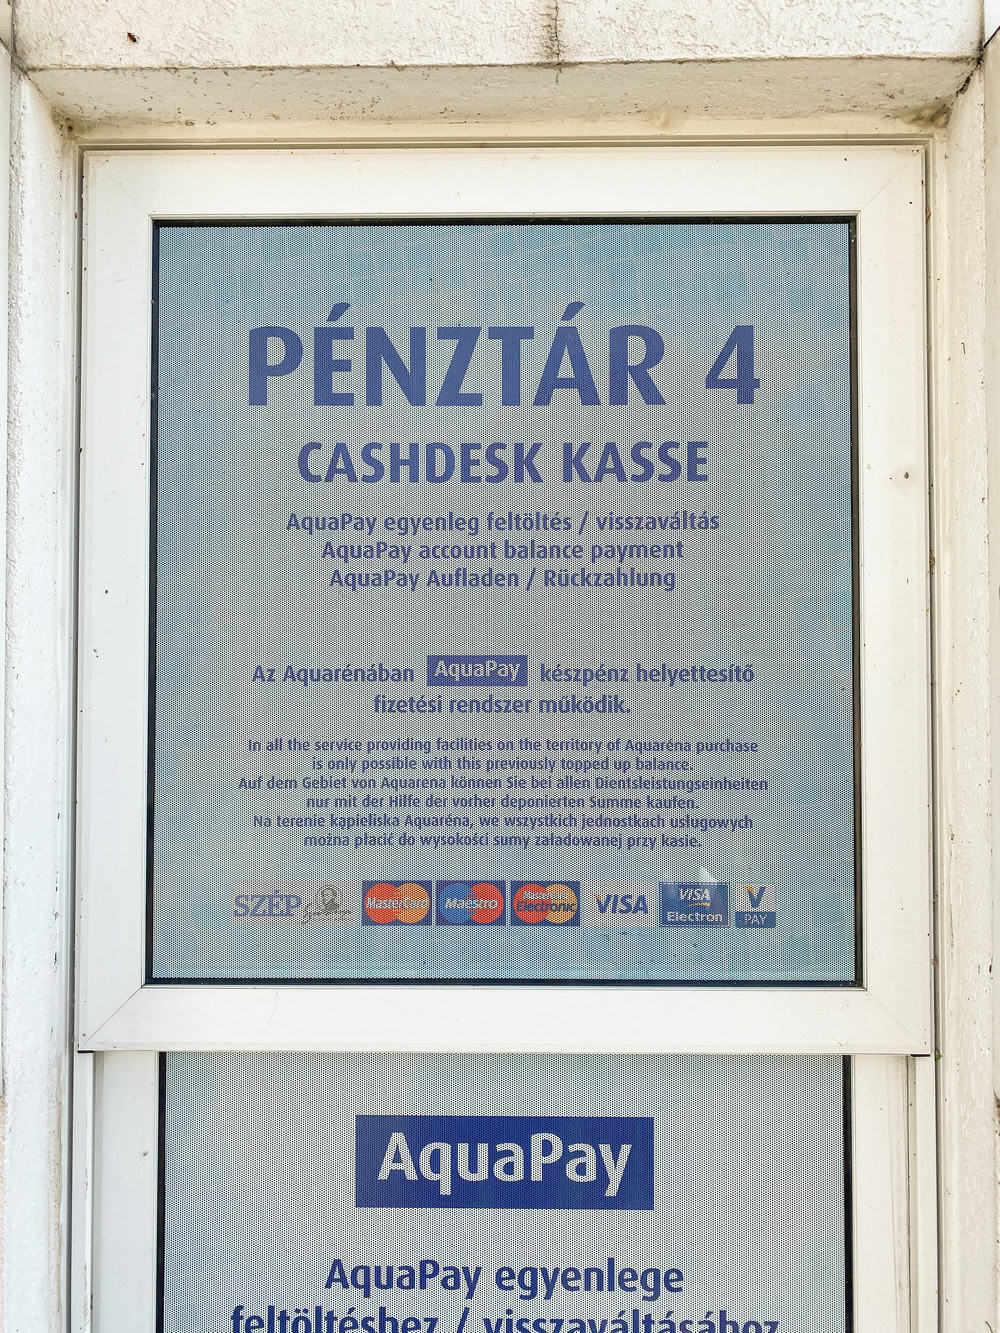 PÉNZTÁR 4
CASHDESK KASSE
AquaPay egyenleg feltöltés / visszaváltás
AquaPay account balance payment
AquaPay Aufladen / Rückzahlung
Az Aquarénában AquaPay készpénz helyettesítő
fizetési rendszer működik.
In all the service providing facilities on the territory of Aquaréna purchase
is only possible with this previously topped up balance.
Auf dem Gebiet von Aquarena können Sie bei allen Dientsleistungseinheiten
nur mit der Hilfe der vorher deponierten Summe kaufen.
Na terenie kąpieliska Aquaréna, we wszystkich jednostkach usługowych
można płacić do wysokości sumy załadowanej przy kasie.
SZÉP MasterCard Maestro MasterCard Electronic VISA VISA Electron V PAY
AquaPay
AquaPay egyenlege
feltöltéshez / visszaváltásához